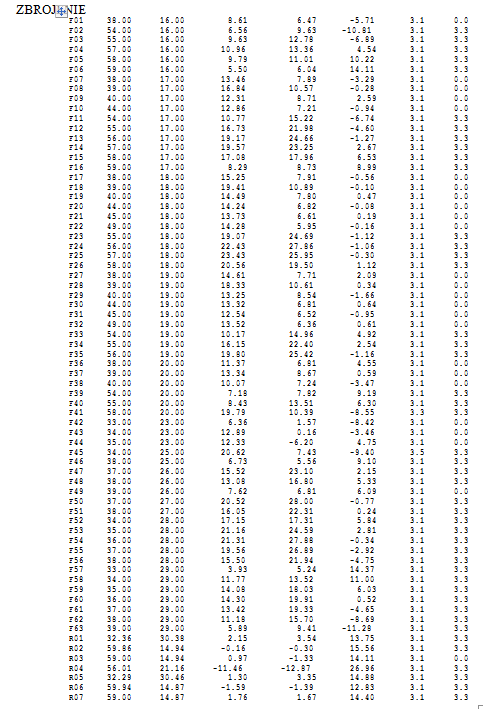 ZBROJENIE
F01 38.00 16.00 8.61 6.47 -5.71 3.1 0.0
F02 54.00 16.00 6.56 9.63 -10.81 3.1 3.3
F03 55.00 16.00 9.63 12.78 -6.89 3.1 3.3
F04 57.00 16.00 10.96 13.36 4.54 3.1 3.3
F05 58.00 16.00 9.79 11.01 10.22 3.1 3.3
F06 59.00 16.00 5.50 6.04 14.11 3.1 3.3
F07 38.00 17.00 13.46 7.89 -3.29 3.1 0.0
F08 39.00 17.00 16.84 10.57 -0.28 3.1 0.0
F09 40.00 17.00 12.31 8.71 2.59 3.1 0.0
F10 44.00 17.00 12.86 7.21 -0.94 3.1 0.0
F11 54.00 17.00 10.77 15.22 -6.74 3.1 3.3
F12 55.00 17.00 16.73 21.98 -4.60 3.1 3.3
F13 56.00 17.00 19.17 24.66 -1.27 3.1 3.3
F14 57.00 17.00 18.57 23.25 2.67 3.1 3.3
F15 58.00 17.00 17.08 17.96 6.53 3.1 3.3
F16 59.00 17.00 8.29 8.73 8.99 3.1 3.3
F17 38.00 18.00 15.25 7.91 -0.56 3.1 0.0
F18 39.00 18.00 19.41 10.89 -0.10 3.1 0.0
F19 40.00 18.00 14.49 7.80 0.47 3.1 0.0
F20 44.00 18.00 14.24 6.82 -0.08 3.1 0.0
F21 45.00 18.00 13.73 6.61 0.19 3.1 0.0
F22 49.00 18.00 14.28 5.95 -0.16 3.1 0.0
F23 55.00 18.00 19.07 24.69 -1.12 3.1 3.3
F24 56.00 18.00 22.43 27.86 -1.06 3.1 3.3
F25 57.00 18.00 23.43 25.95 -0.30 3.1 3.3
F26 58.00 18.00 20.56 19.50 1.12 3.1 3.3
F27 38.00 19.00 14.61 7.71 2.09 3.1 0.0
F28 39.00 19.00 18.33 10.61 0.34 3.1 0.0
F29 40.00 19.00 13.25 8.54 -1.66 3.1 0.0
F30 44.00 19.00 13.32 6.81 0.64 3.1 0.0
F31 45.00 19.00 12.54 6.52 -0.95 3.1 0.0
F32 49.00 19.00 13.52 6.36 0.61 3.1 0.0
F33 54.00 19.00 10.17 14.96 4.92 3.1 3.3
F34 55.00 19.00 16.15 22.40 2.54 3.1 3.3
F35 56.00 19.00 19.80 25.42 -1.16 3.1 3.3
F36 38.00 20.00 11.37 6.81 4.55 3.1 0.0
F37 39.00 20.00 13.34 8.67 0.59 3.1 0.0
F38 40.00 20.00 10.07 7.24 -3.47 3.1 0.0
F39 54.00 20.00 7.18 7.82 9.19 3.1 3.3
F40 55.00 20.00 8.43 13.51 6.30 3.1 3.3
F41 58.00 20.00 19.79 10.39 -8.55 3.3 3.3
F42 33.00 23.00 6.36 1.57 -8.42 3.1 0.0
F43 34.00 23.00 12.89 0.16 -3.46 3.1 0.0
F44 35.00 23.00 12.33 -6.20 4.75 3.1 0.0
F45 34.00 25.00 20.62 7.43 -9.40 3.5 3.3
F46 38.00 25.00 6.73 5.56 9.10 3.1 3.3
F47 37.00 26.00 15.52 23.10 2.15 3.1 3.3
F48 38.00 26.00 13.08 16.80 5.33 3.1 3.3
F49 39.00 26.00 7.62 6.81 6.09 3.1 0.0
F50 37.00 27.00 20.52 28.00 -0.77 3.1 3.3
F51 38.00 27.00 16.05 22.31 0.24 3.1 3.3
F52 34.00 28.00 17.15 17.31 5.84 3.1 3.3
F53 35.00 28.00 21.16 24.59 2.81 3.1 3.3
F54 36.00 28.00 21.31 27.88 -0.34 3.1 3.3
F55 37.00 28.00 19.56 26.89 -2.92 3.1 3.3
F56 38.00 28.00 15.50 21.94 -4.75 3.1 3.3
F57 33.00 29.00 3.93 5.24 14.37 3.1 3.3
F58 34.00 29.00 11.77 13.52 11.00 3.1 3.3
F59 35.00 29.00 14.08 18.03 6.03 3.1 3.3
F60 36.00 29.00 14.30 19.91 0.52 3.1 3.3
F61 37.00 29.00 13.42 19.33 -4.65 3.1 3.3
F62 38.00 29.00 11.18 15.70 -8.69 3.1 3.3
F63 39.00 29.00 5.89 9.41 -11.28 3.1 3.3
R01 32.36 30.38 2.15 3.54 13.75 3.1 3.3
R02 59.86 14.94 -0.16 -0.30 15.56 3.1 3.3
R03 59.00 14.94 0.97 -1.33 14.11 3.1 0.0
R04 56.01 21.16 -11.46 -12.87 26.96 3.1 3.3
R05 32.29 30.46 1.30 3.35 14.88 3.1 3.3
R06 59.94 14.87 -1.59 -1.39 12.83 3.1 3.3
R07 59.00 14.87 1.76 1.67 14.40 3.1 3.3